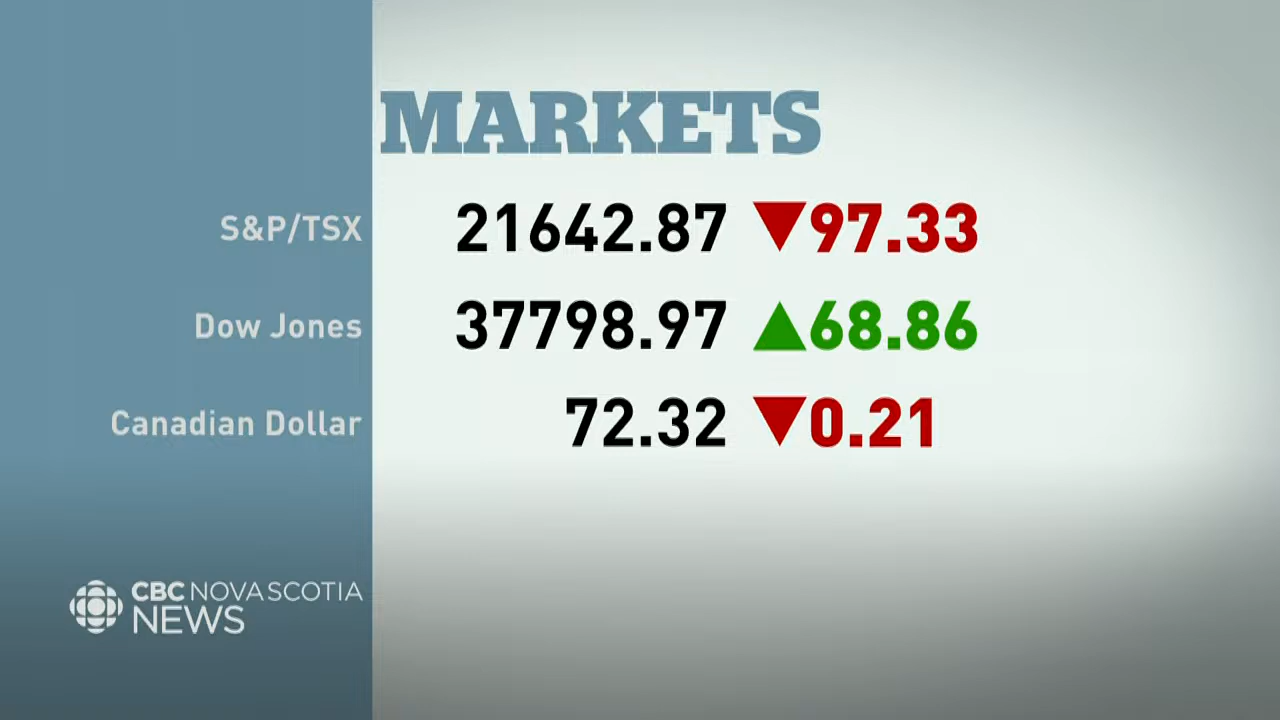 MARKETS
S&P/TSX 21642.87 ▼97.33
Dow Jones 37798.97 ▲68.86
Canadian Dollar 72.32 ▼0.21
CBC NOVA SCOTIA
NEWS